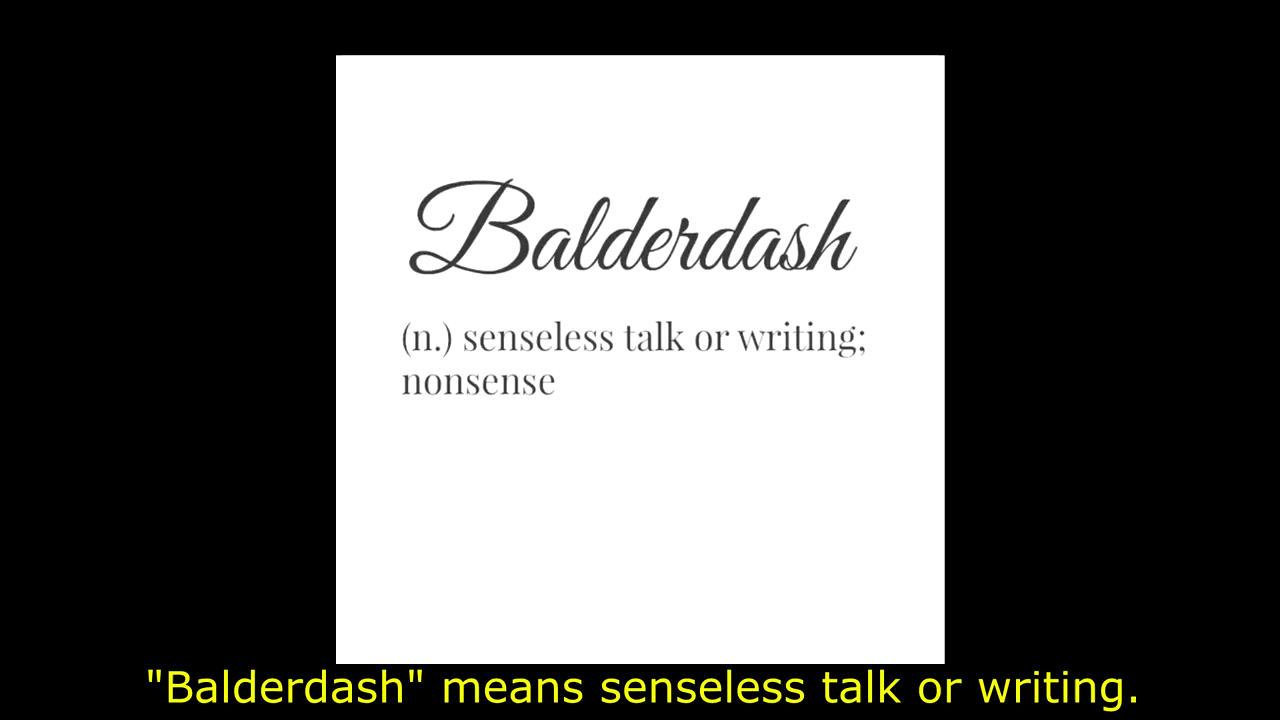 Balderdash
(n.) senseless talk or writing;
nonsense
"Balderdash" means senseless talk or writing.